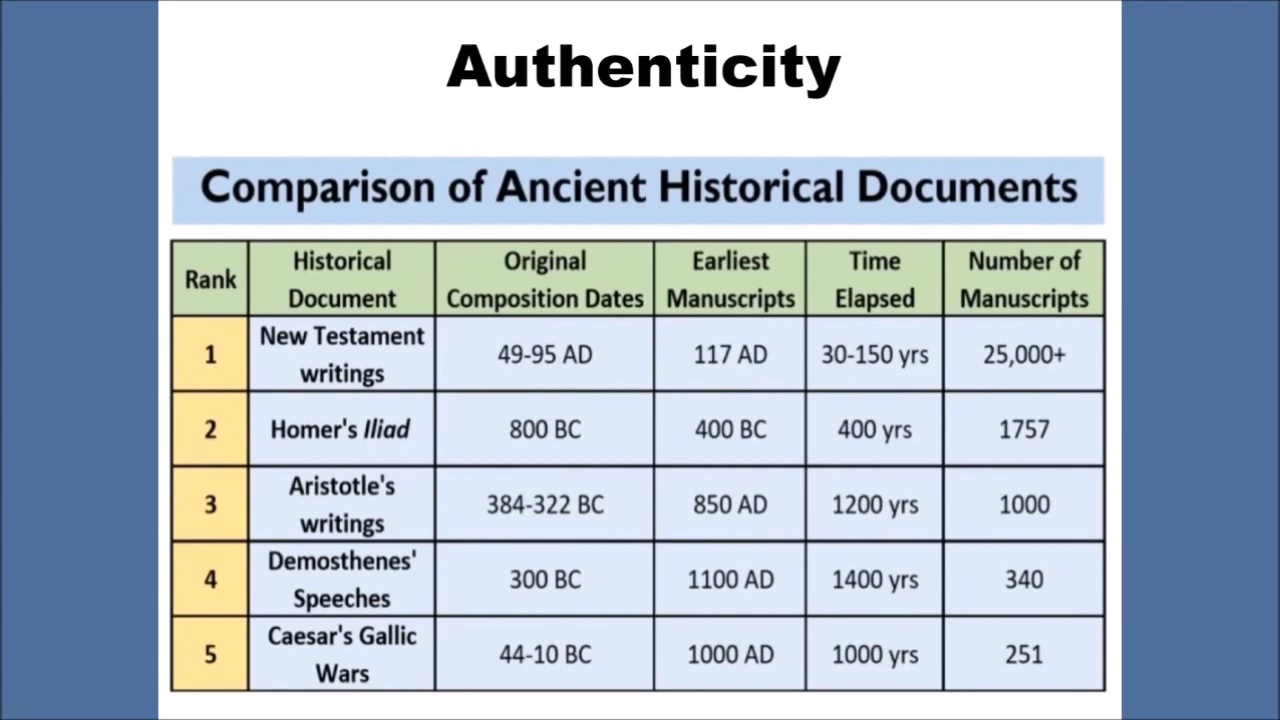 Authenticity
Comparison of Ancient Historical Documents
Rank Historical Document Original Composition Dates Earliest Manuscripts Time Elapsed Number of Manuscripts
1 New Testament writings 49-95 AD 117 AD 30-150 yrs 25,000+
2 Homer's Iliad 800 BC 400 BC 400 yrs 1757
3 Aristotle's writings 384-322 BC 850 AD 1200 yrs 1000
4 Demosthenes' Speeches 300 BC 1100 AD 1400 yrs 340
5 Caesar's Gallic Wars 44-10 BC 1000 AD 1000 yrs 251